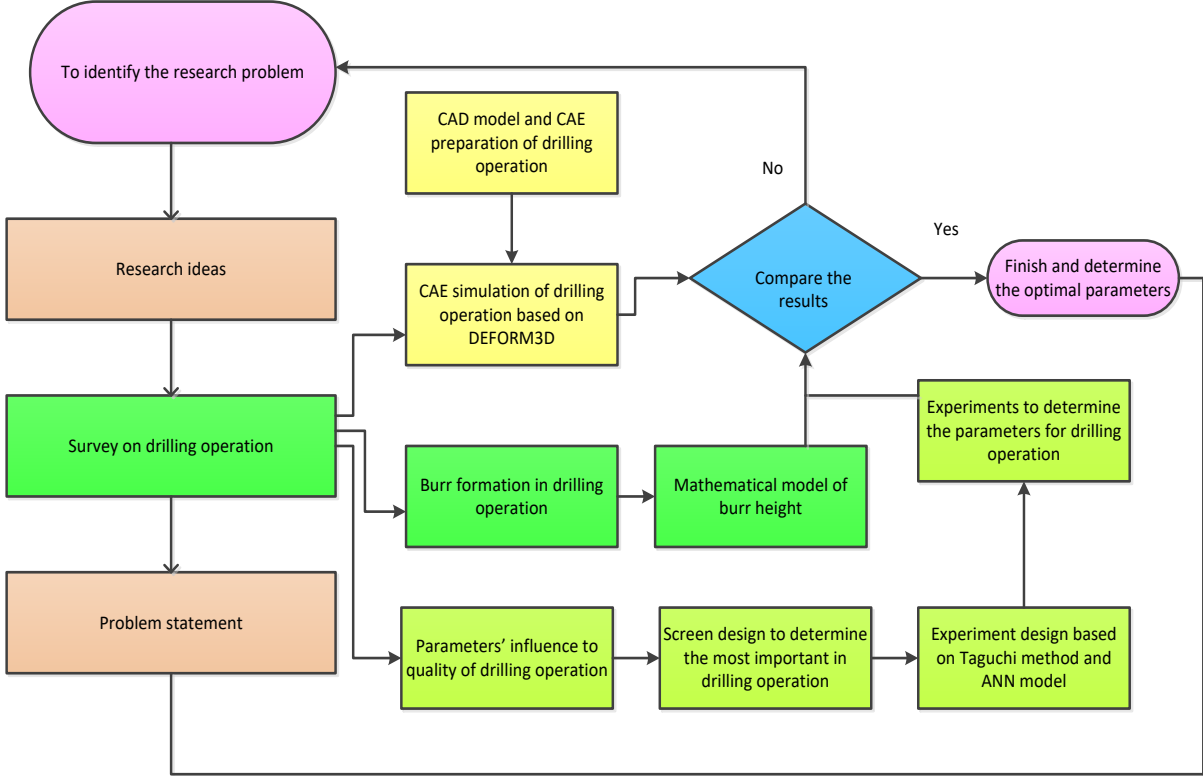 To identify the research problem
CAD model and CAE
preparation of drilling
operation
No
Yes
Research ideas
CAE simulation of drilling
operation based on
DEFORM3D
Compare the
results
Finish and determine
the optimal parameters
Survey on drilling operation
Burr formation in drilling
operation
Mathematical model of
burr height
Experiments to determine
the parameters for drilling
operation
Problem statement
Parameters’ influence to
quality of drilling operation
Screen design to determine
the most important in
drilling operation
Experiment design based
on Taguchi method and
ANN model